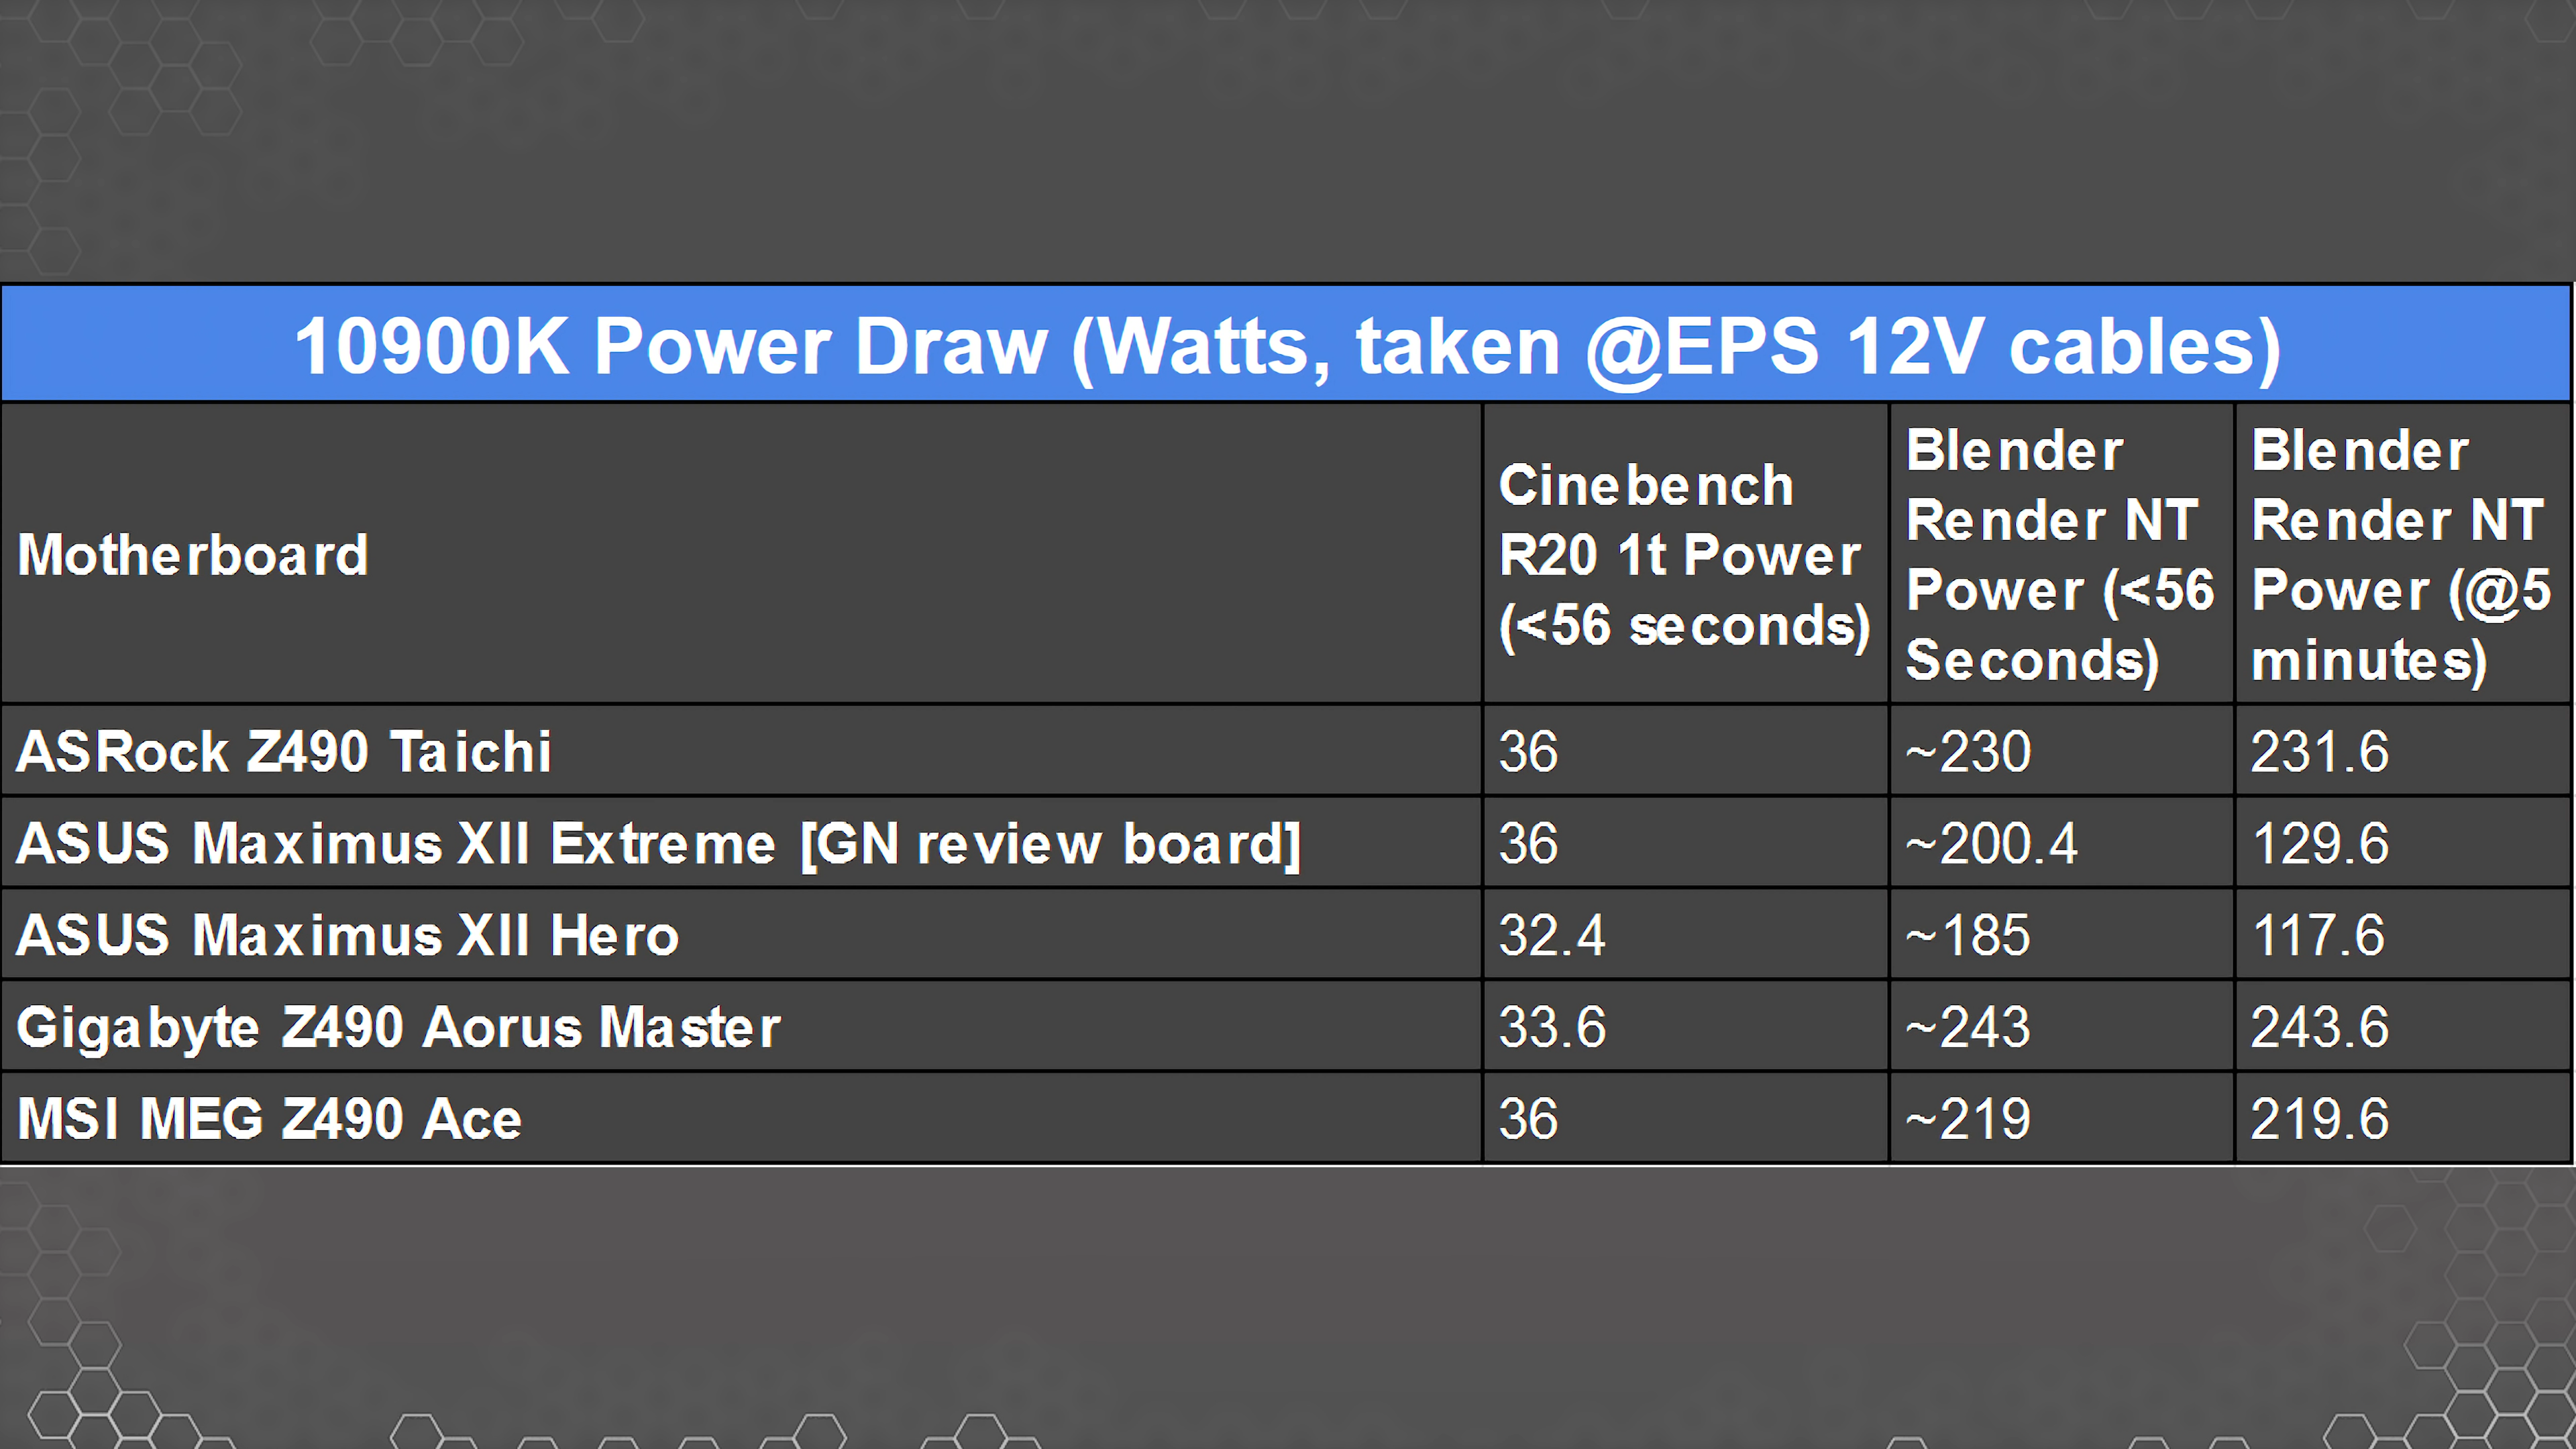 10900K Power Draw (Watts, taken @EPS 12V cables)
Motherboard
Cinebench
R20 1t Power
(<56 seconds)
Blender
Render NT
Power (<56
Seconds)
Blender
Render NT
Power (@5
minutes)
ASRock Z490 Taichi 36 ~230 231.6
ASUS Maximus XII Extreme [GN review board] 36 ~200.4 129.6
ASUS Maximus XII Hero 32.4 ~185 117.6
Gigabyte Z490 Aorus Master 33.6 ~243 243.6
MSI MEG Z490 Ace 36 ~219 219.6